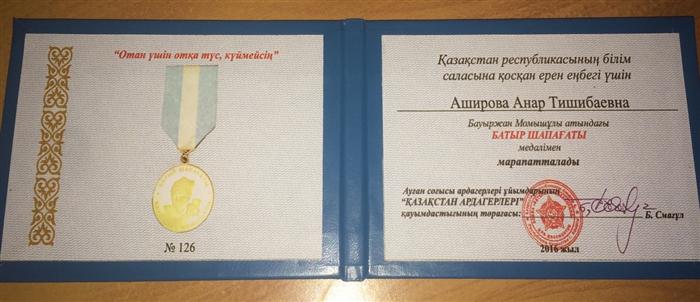 “Отан үшін отқа түс, күймейсің”
№ 126
Қазақстан республикасының білім
саласына қосқан ерен еңбегі үшін
Аширова Анар Тишибаевна
Бауыржан Момышұлы атындағы
БАТЫР ШАПАҒАТЫ
медалімен
марапатталады
Ауған соғысы ардагерлері ұйымдарының
“ҚАЗАҚСТАН АРДАГЕРЛЕРІ”
қауымдастығының төрағасы:
Б. Смағұл
2016 жыл